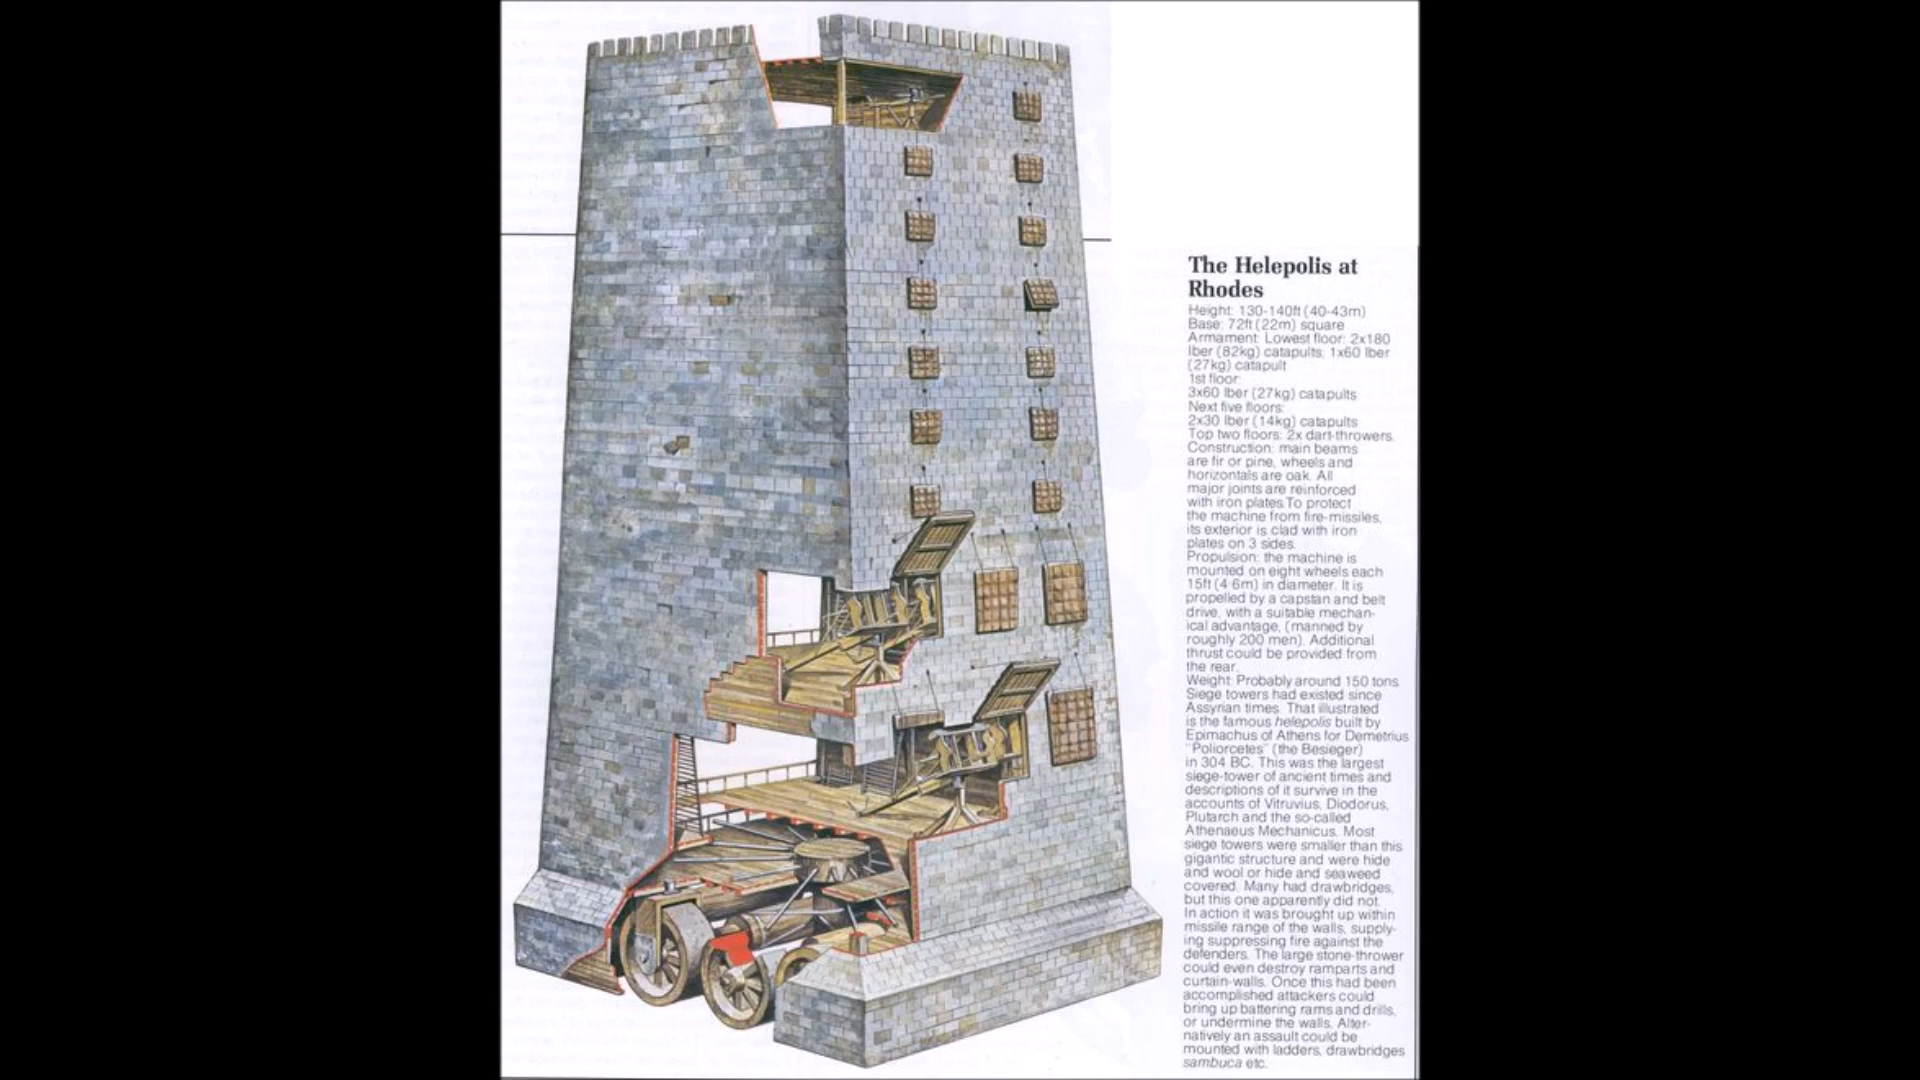 The Helepolis at
Rhodes
Height: 130-140ft (40-43m)
Base: 72ft (22m) square
Armament: Lowest floor: 2x180
lber (82kg) catapults; 1x60 lber
(27kg) catapult
1st floor:
3x60 lber (27kg) catapults
Next five floors:
2x30 lber (14kg) catapults
Top two floors: 2x dart-throwers.
Construction: main beams
are fir or pine, wheels and
horizontals are oak. All
major joints are reinforced
with iron plates.To protect
the machine from fire-missiles,
its exterior is clad with iron
plates on 3 sides.
Propulsion: the machine is
mounted on eight wheels each
15ft (4·6m) in diameter. It is
propelled by a capstan and belt
drive, with a suitable mechan-
ical advantage, (manned by
roughly 200 men). Additional
thrust could be provided from
the rear.
Weight: Probably around 150 tons.
Siege towers had existed since
Assyrian times. That illustrated
is the famous helepolis built by
Epimachus of Athens for Demetrius
"Poliorcetes" (the Besieger)
in 304 BC. This was the largest
siege-tower of ancient times and
descriptions of it survive in the
accounts of Vitruvius, Diodorus,
Plutarch and the so-called
Athenaeus Mechanicus. Most
siege towers were smaller than this
gigantic structure and were hide
and wool or hide and seaweed
covered. Many had drawbridges,
but this one apparently did not.
In action it was brought up within
missile range of the walls, supply-
ing suppressing fire against the
defenders. The large stone-thrower
could even destroy ramparts and
curtain-walls. Once this had been
accomplished attackers could
bring up battering rams and drills,
or undermine the walls. Alter-
natively an assault could be
mounted with ladders, drawbridges
sambuca etc.